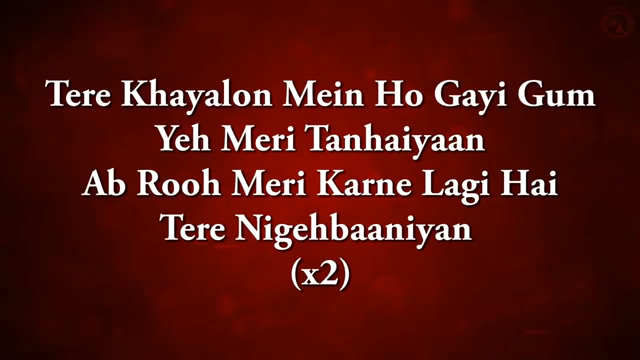 Tere Khayalon Mein Ho Gayi Gum
Yeh Meri Tanhaiyaan
Ab Rooh Meri Karne Lagi Hai
Tere Nigehbaaniyan
(x2)